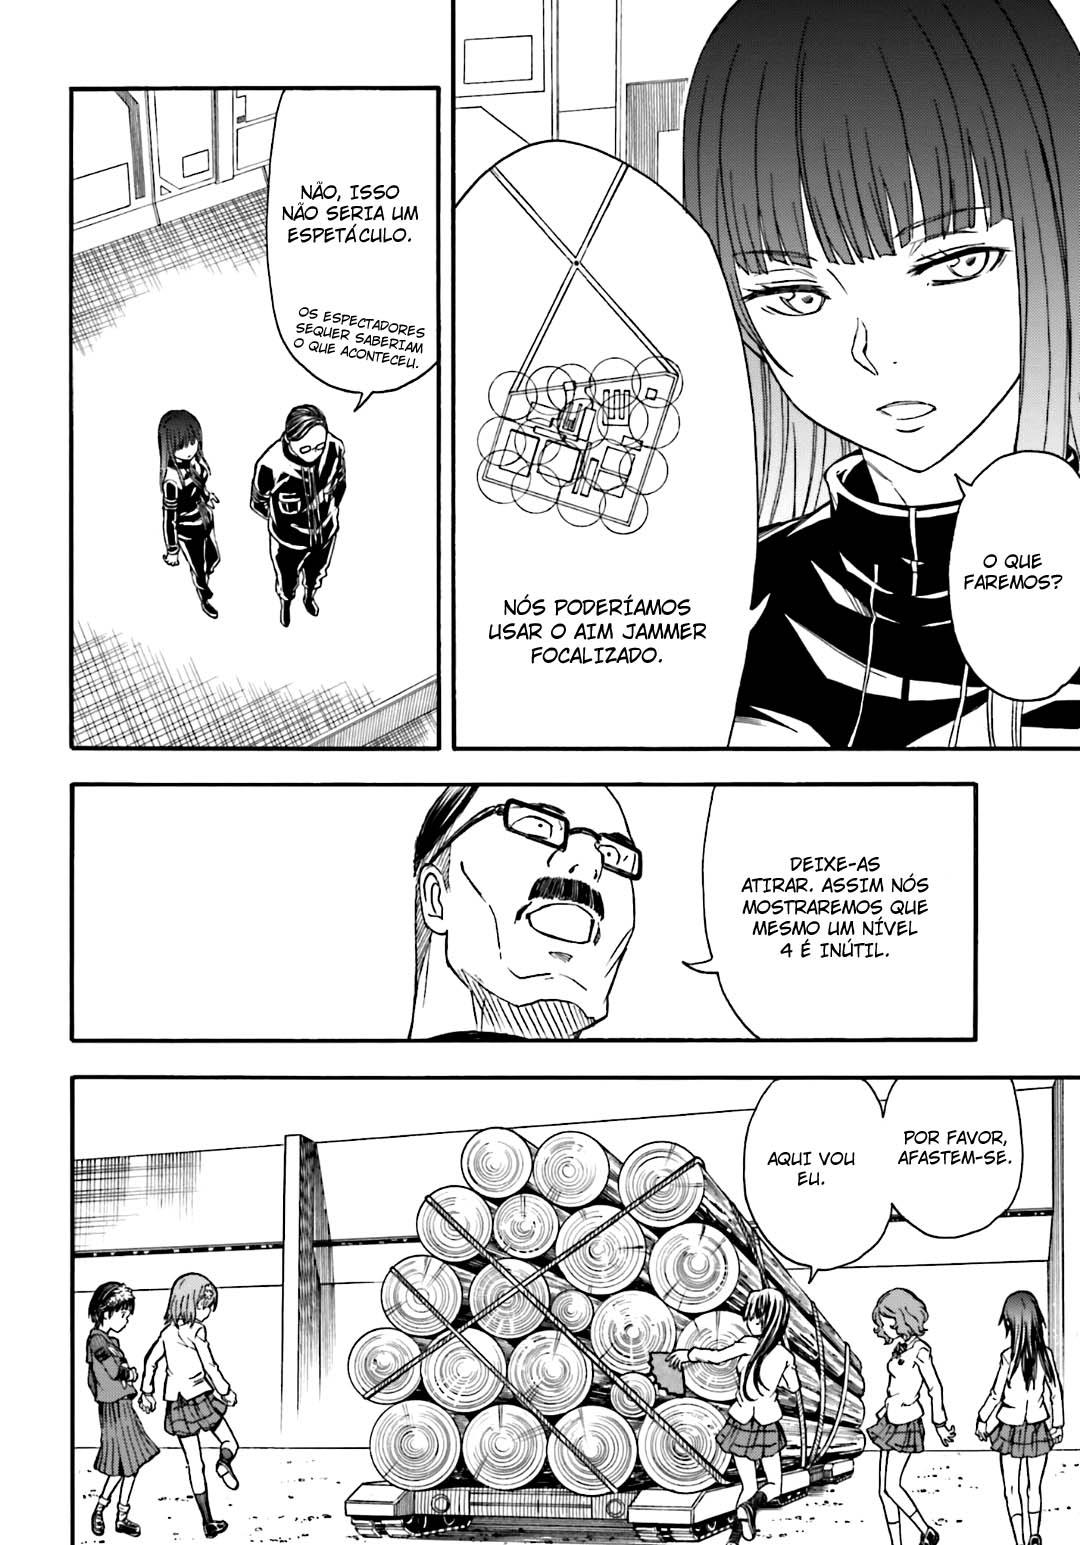 O QUE
FAREMOS?
NÓS PODERÍAMOS
USAR O AIM JAMMER
FOCALIZADO.
NÃO, ISSO
NÃO SERIA UM
ESPETÁCULO.
OS ESPECTADORES
SEQUER SABERIAM
O QUE ACONTECEU.
DEIXE-AS
ATIRAR. ASSIM NÓS
MOSTRAREMOS QUE
MESMO UM NÍVEL
4 É INÚTIL.
POR FAVOR,
AFASTEM-SE.
AQUI VOU
EU.